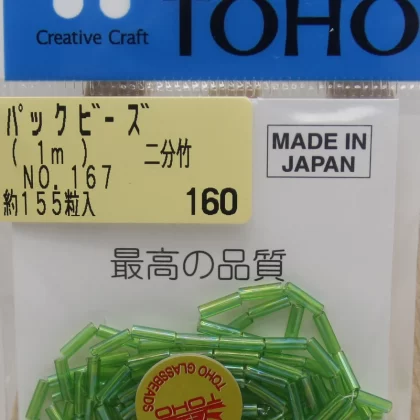 Creative Craft
TOHO
パックビーズ
(1m) 二分竹
NO.167
約155粒入 160
MADE IN
JAPAN
最高の品質
TOHO GLASSBEADS
TOHO